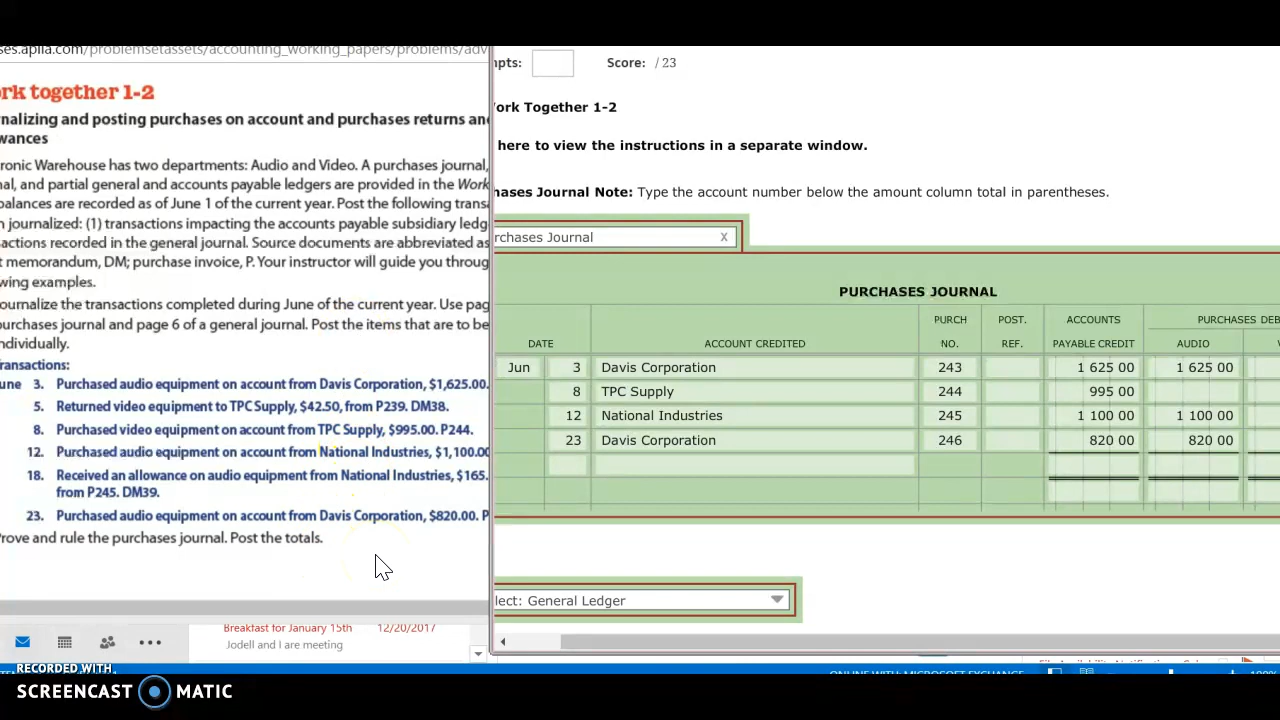 ses.aplia.com/problemsetassets/accounting_working_papers/problems/adv
rk together 1-2
nalizing and posting purchases on account and purchases returns and
wances
ronic Warehouse has two departments: Audio and Video. A purchases journal,
nal, and partial general and accounts payable ledgers are provided in the Work
balances are recorded as of June 1 of the current year. Post the following trans
n journalized: (1) transactions impacting the accounts payable subsidiary ledg
sactions recorded in the general journal. Source documents are abbreviated as
t memorandum, DM; purchase invoice, P. Your instructor will guide you through
wing examples.
ournalize the transactions completed during June of the current year. Use pag
purchases journal and page 6 of a general journal. Post the items that are to be
ndividually.
Transactions:
une 3. Purchased audio equipment on account from Davis Corporation, $1,625.00.
5. Returned video equipment to TPC Supply, $42.50, from P239. DM38.
8. Purchased video equipment on account from TPC Supply, $995.00. P244.
12. Purchased audio equipment on account from National Industries, $1,100.00
18. Received an allowance on audio equipment from National Industries, $165.
from P245. DM39.
23. Purchased audio equipment on account from Davis Corporation, $820.00. P
Prove and rule the purchases journal. Post the totals.
Breakfast for January 15th 12/20/2017
Jodell and I are meeting
mpts: Score: / 23
Work Together 1-2
here to view the instructions in a separate window.
hases Journal Note: Type the account number below the amount column total in parentheses.
rchases Journal X
PURCHASES JOURNAL
DATE ACCOUNT CREDITED PURCH NO. POST. REF. ACCOUNTS PAYABLE CREDIT PURCHASES DEB AUDIO V
Jun 3 Davis Corporation 243 1 625 00 1 625 00
8 TPC Supply 244 995 00
12 National Industries 245 1 100 00 1 100 00
23 Davis Corporation 246 820 00 820 00
lect: General Ledger
ONLINE WITH MICROSOFT EXCHANGE
100%
RECORDED WITH
SCREENCAST MATIC